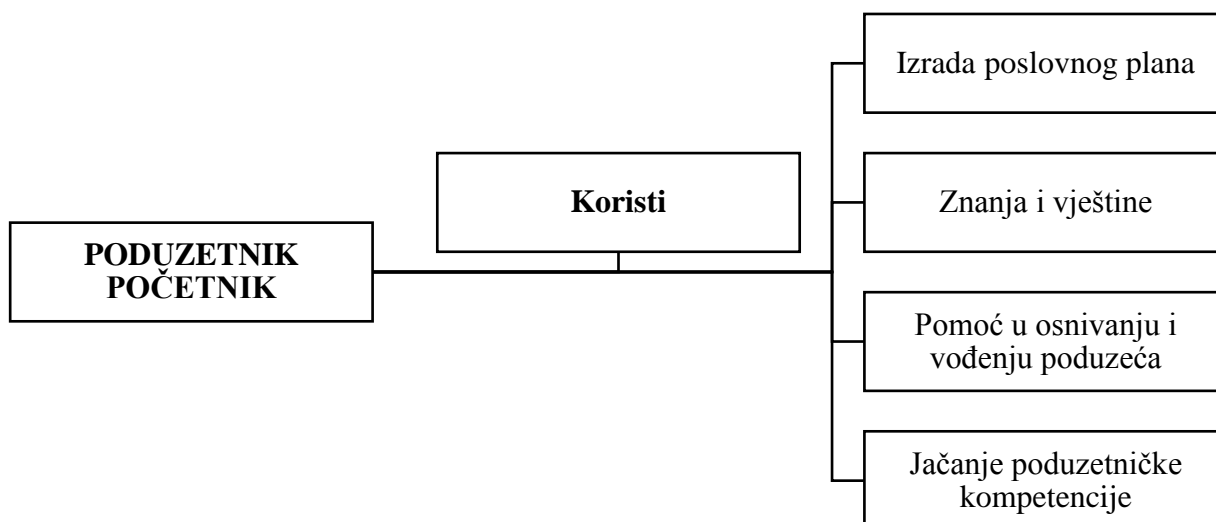 PODUZETNIK
POČETNIK
Koristi
Izrada poslovnog plana
Znanja i vještine
Pomoć u osnivanju i
vođenju poduzeća
Jačanje poduzetničke
kompetencije